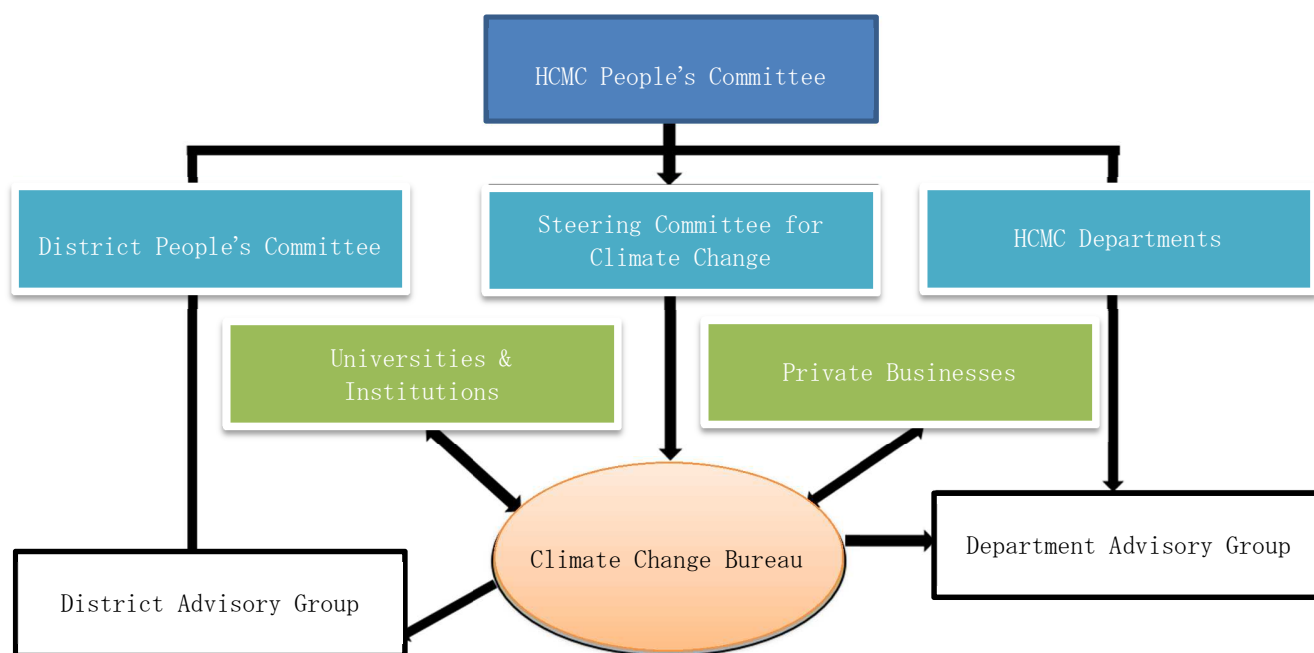 HCMC People’s Committee
District People’s Committee
Steering Committee for
Climate Change
HCMC Departments
Universities &
Institutions
Private Businesses
Climate Change Bureau
Department Advisory Group
District Advisory Group